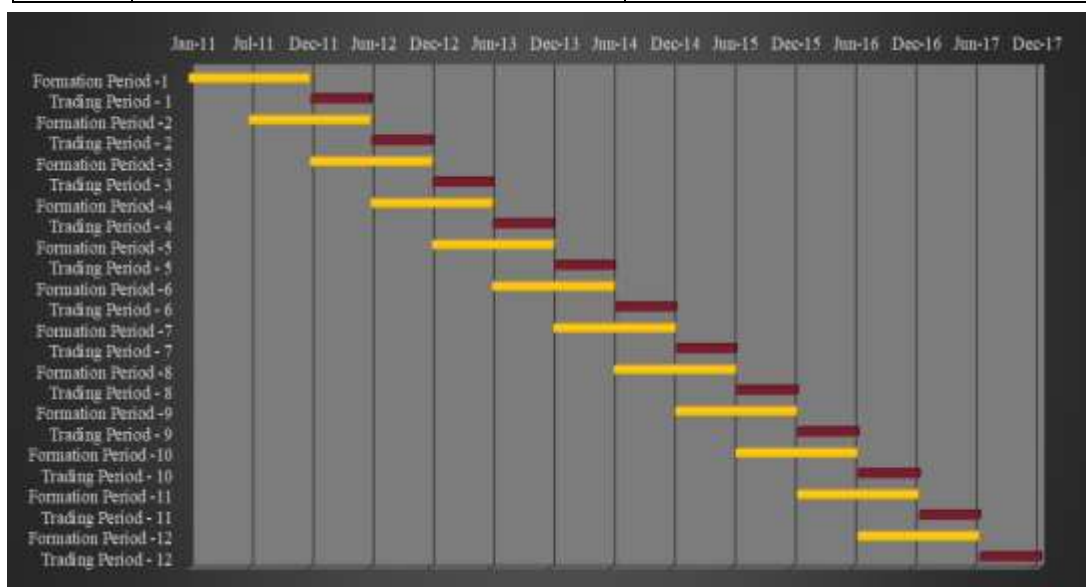 Jan-11 Jul-11 Dec-11 Jun-12 Dec-12 Jun-13 Dec-13 Jun-14 Dec-14 Jun-15 Dec-15 Jun-16 Dec-16 Jun-17 Dec-17
Formation Period -1
Trading Period - 1
Formation Period -2
Trading Period - 2
Formation Period -3
Trading Period - 3
Formation Period -4
Trading Period - 4
Formation Period -5
Trading Period - 5
Formation Period -6
Trading Period - 6
Formation Period -7
Trading Period - 7
Formation Period -8
Trading Period - 8
Formation Period -9
Trading Period - 9
Formation Period -10
Trading Period - 10
Formation Period -11
Trading Period - 11
Formation Period -12
Trading Period - 12